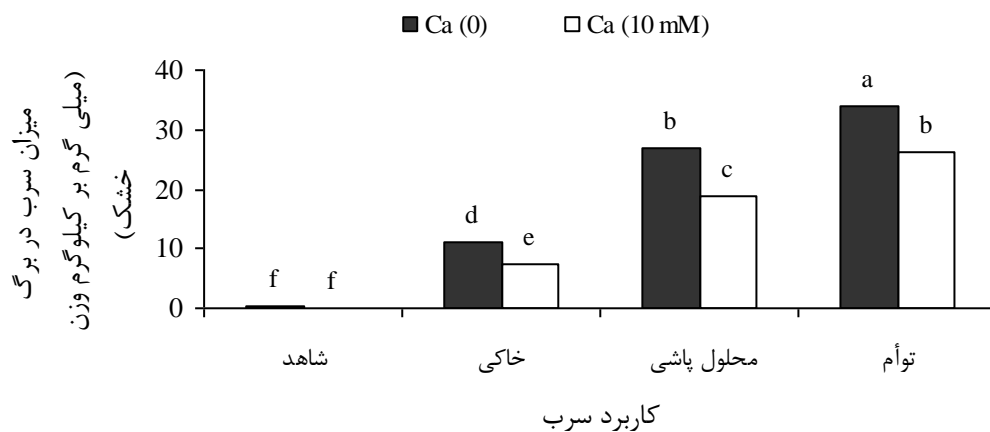 Ca (0) Ca (10 mM)
میزان سرب در برگ
(میلی گرم بر کیلوگرم وزن
خشک)
40
30
20
10
0
f f d e b c a b
شاهد خاکی محلول پاشی توأم
کاربرد سرب